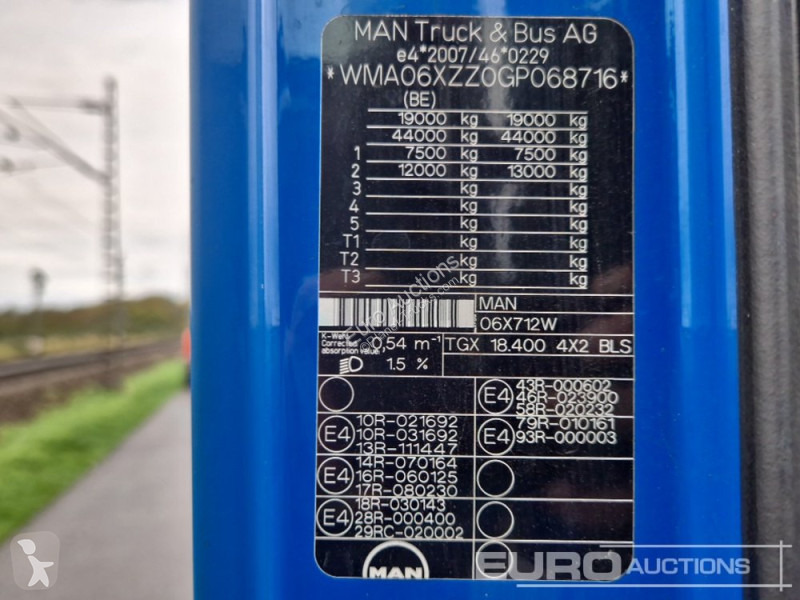 MAN Truck & Bus AG
e4*2007/46*0229
*WMA06XZZ0GP068716*
(BE)
19000 kg 19000 kg
44000 kg 44000 kg
1 7500 kg 7500 kg
2 12000 kg 13000 kg
3 kg kg
4 kg kg
5 kg kg
T1 kg kg
T2 kg kg
T3 kg kg
MAN
06X712W
K-Wert
Corrected
absorption value
0,54 m⁻¹
TGX 18.400 4X2 BLS
1.5 %
E4 43R-000602
46R-023900
58R-020232
E4 10R-021692
10R-031692
13R-111447
E4 79R-010161
93R-000003
E4 14R-070164
16R-060125
17R-080230
E4 18R-030143
28R-000400
29RC-020002
MAN
EURO AUCTIONS
Euro Auctions